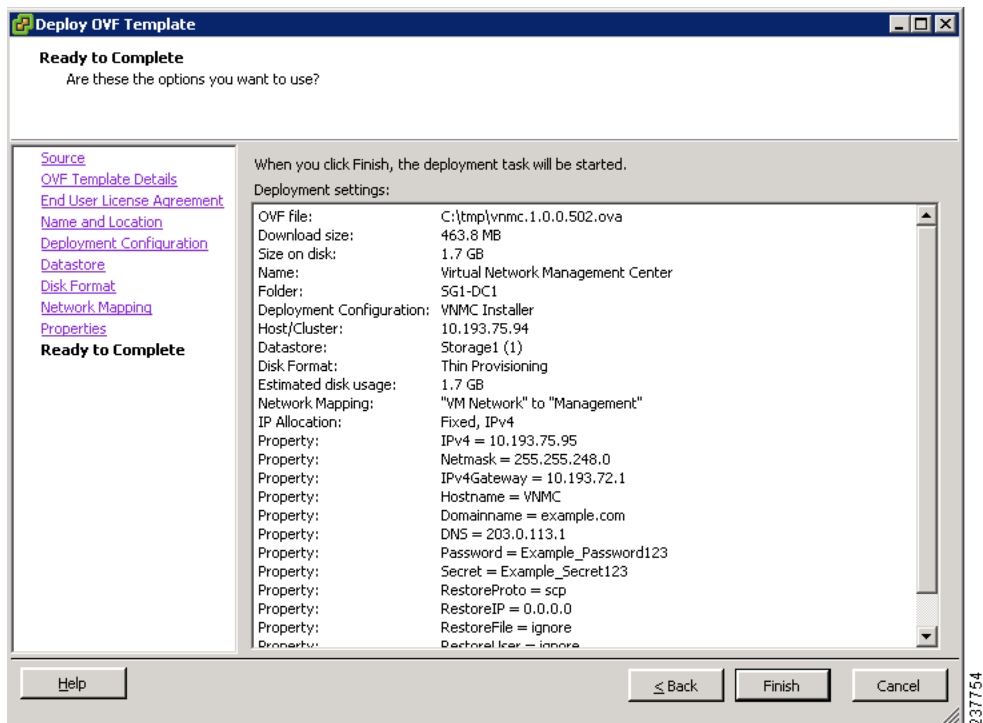 Deploy OVF Template
Ready to Complete
Are these the options you want to use?
Source
OVF Template Details
End User License Agreement
Name and Location
Deployment Configuration
Datastore
Disk Format
Network Mapping
Properties
Ready to Complete
When you click Finish, the deployment task will be started.
Deployment settings:
OVF file: C:\tmp\vnmc.1.0.0.502.ova
Download size: 463.8 MB
Size on disk: 1.7 GB
Name: Virtual Network Management Center
Folder: SG1-DC1
Deployment Configuration: VNMC Installer
Host/Cluster: 10.193.75.94
Datastore: Storage1 (1)
Disk Format: Thin Provisioning
Estimated disk usage: 1.7 GB
Network Mapping: "VM Network" to "Management"
IP Allocation: Fixed, IPv4
Property: IPv4 = 10.193.75.95
Property: Netmask = 255.255.248.0
Property: IPv4Gateway = 10.193.72.1
Property: Hostname = VNMC
Property: Domainname = example.com
Property: DNS = 203.0.113.1
Property: Password = Example_Password123
Property: Secret = Example_Secret123
Property: RestoreProto = scp
Property: RestoreIP = 0.0.0.0
Property: RestoreFile = ignore
Property: RestoreUser = ignore
Help
< Back
Finish
Cancel
237754